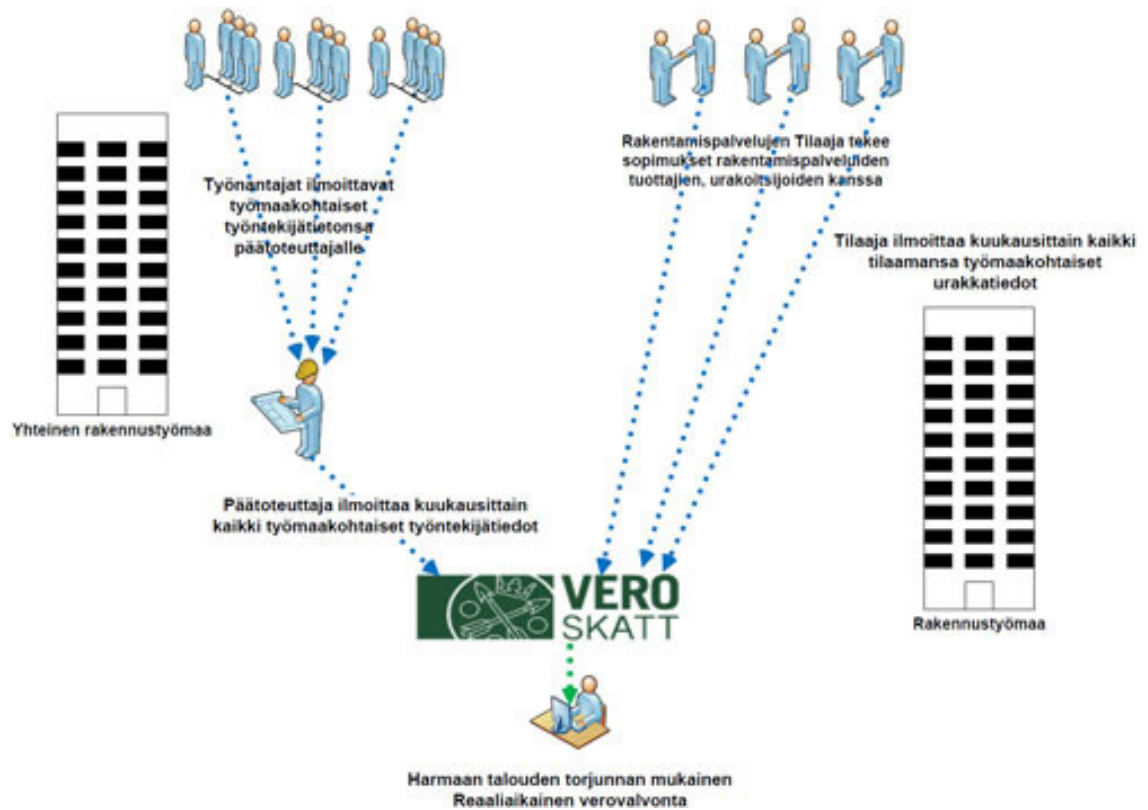 Työnantajat ilmoittavat
työmaakohtaiset
työntekijätietonsa
päätoteuttajalle
Yhteinen rakennustyömaa
Päätoteuttaja ilmoittaa kuukausittain
kaikki työmaakohtaiset työntekijätiedot
Rakentamispalvelujen Tilaaja tekee
sopimukset rakentamispalveluiden
tuottajien, urakoitsijoiden kanssa
Tilaaja ilmoittaa kuukausittain kaikki
tilaamansa työmaakohtaiset
urakkatiedot
Rakennustyömaa
VERO
SKATT
Harmaan talouden torjunnan mukainen
Reaaliaikainen verovalvonta